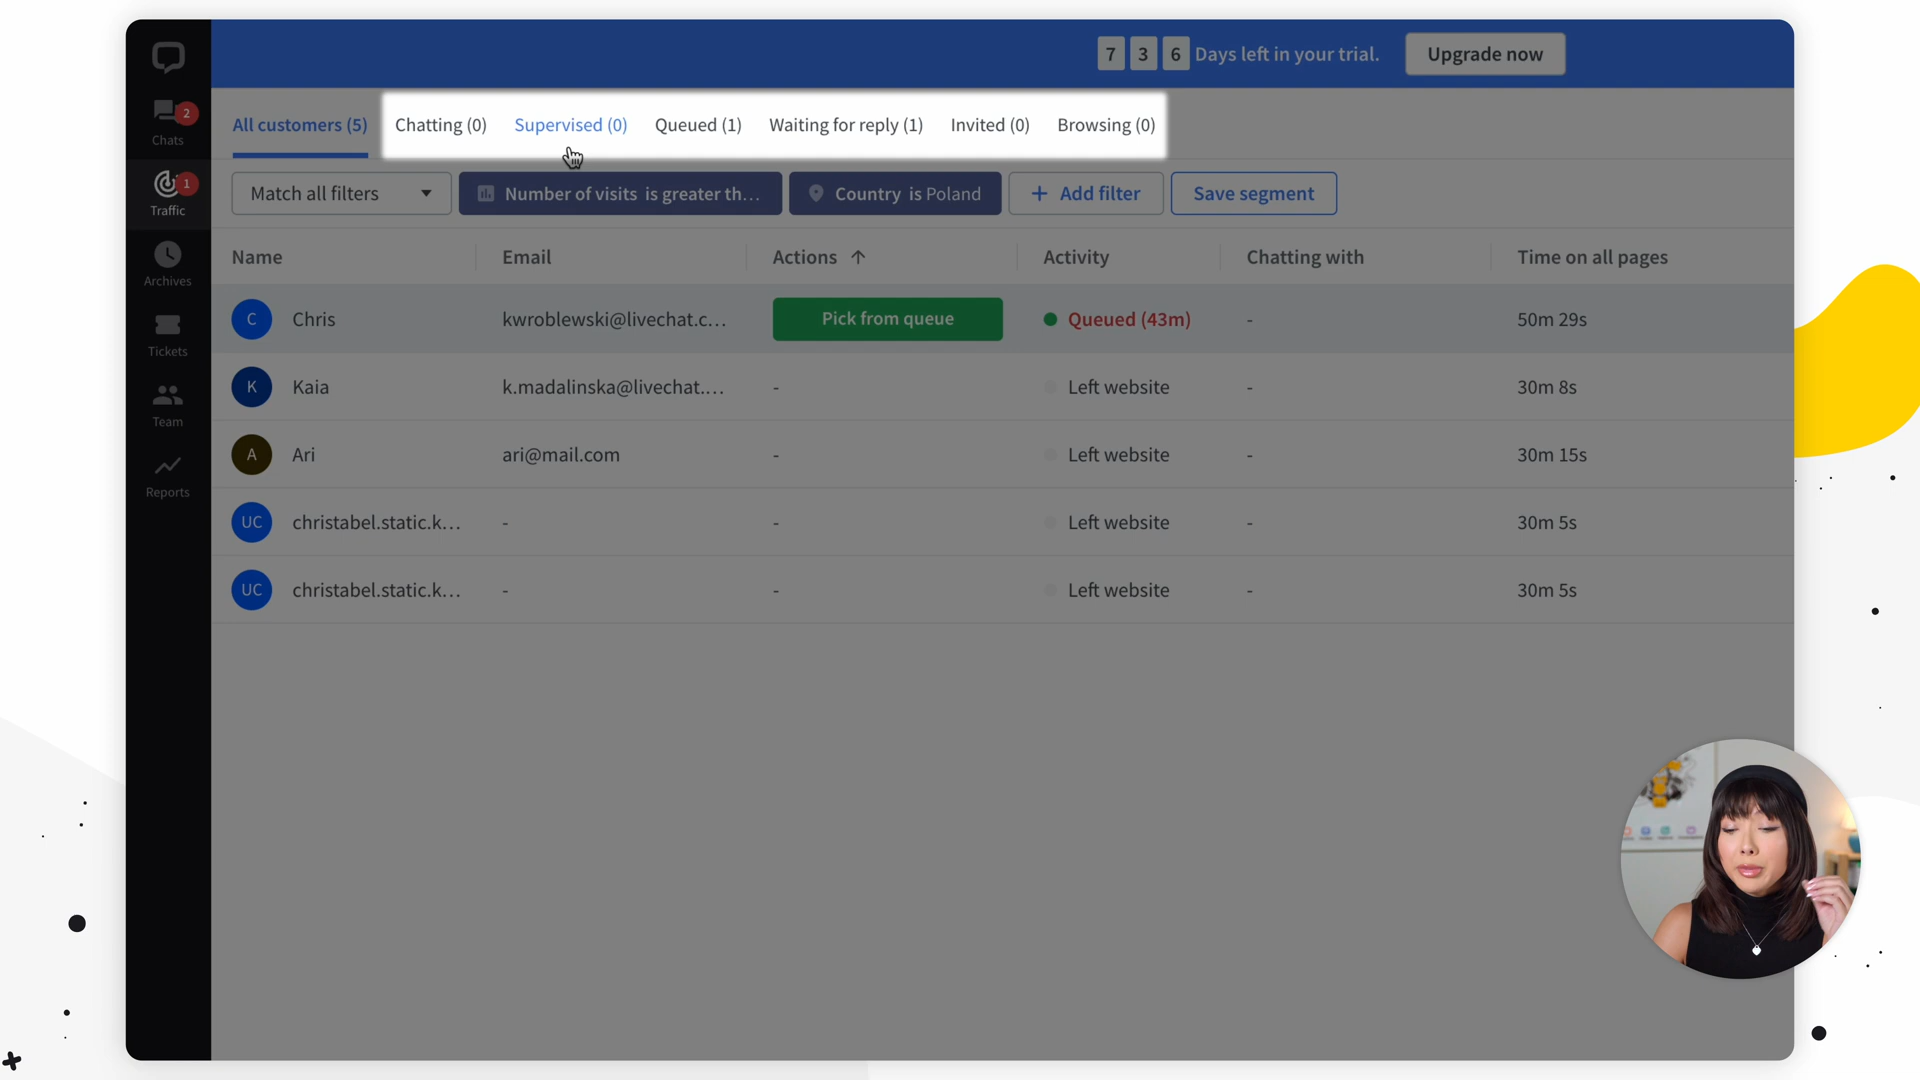 7 3 6 Days left in your trial.
Upgrade now
2
Chats
1
Traffic
Archives
Tickets
Team
Reports
All customers (5) Chatting (0) Supervised (0) Queued (1) Waiting for reply (1) Invited (0) Browsing (0)
Match all filters Number of visits is greater th... Country is Poland + Add filter Save segment
Name Email Actions ↑ Activity Chatting with Time on all pages
C Chris kwroblewski@livechat.c... Pick from queue Queued (43m) - 50m 29s
K Kaia k.madalinska@livechat.... - Left website - 30m 8s
A Ari ari@mail.com - Left website - 30m 15s
UC christabel.static.k... - - Left website - 30m 5s
UC christabel.static.k... - - Left website - 30m 5s